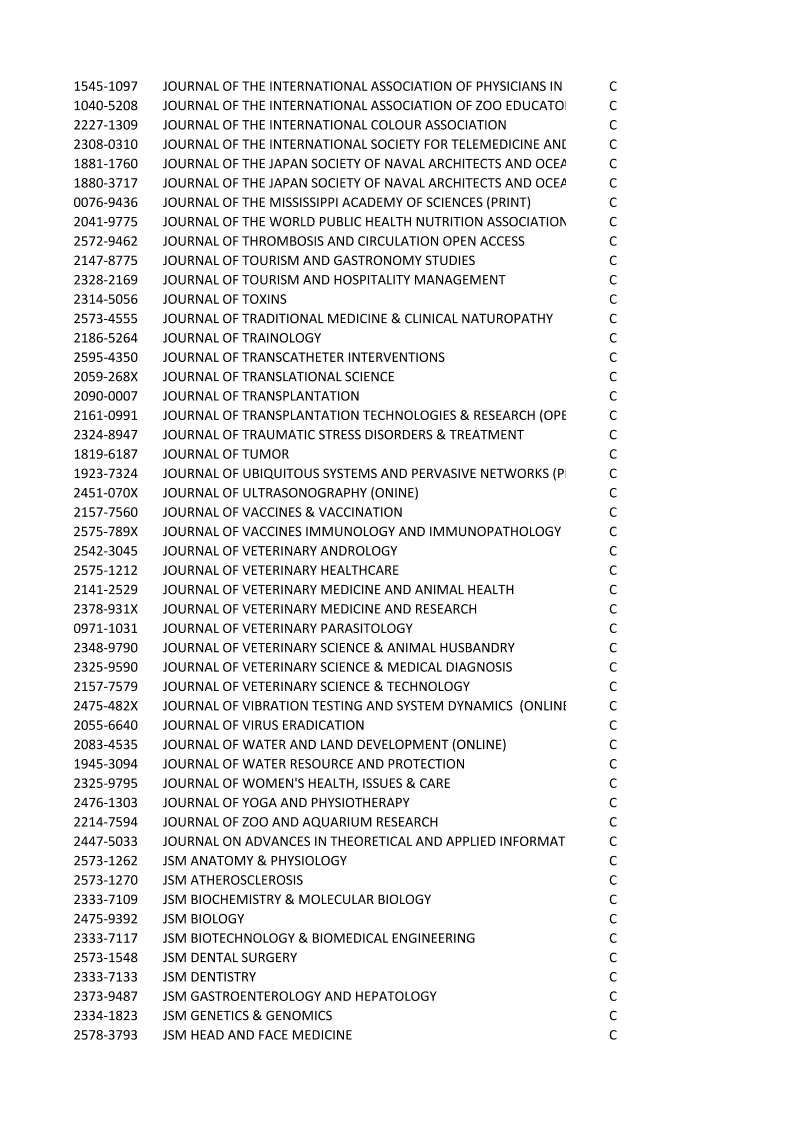 1545-1097 JOURNAL OF THE INTERNATIONAL ASSOCIATION OF PHYSICIANS IN C
1040-5208 JOURNAL OF THE INTERNATIONAL ASSOCIATION OF ZOO EDUCATO C
2227-1309 JOURNAL OF THE INTERNATIONAL COLOUR ASSOCIATION C
2308-0310 JOURNAL OF THE INTERNATIONAL SOCIETY FOR TELEMEDICINE AND C
1881-1760 JOURNAL OF THE JAPAN SOCIETY OF NAVAL ARCHITECTS AND OCEA C
1880-3717 JOURNAL OF THE JAPAN SOCIETY OF NAVAL ARCHITECTS AND OCEA C
0076-9436 JOURNAL OF THE MISSISSIPPI ACADEMY OF SCIENCES (PRINT) C
2041-9775 JOURNAL OF THE WORLD PUBLIC HEALTH NUTRITION ASSOCIATION C
2572-9462 JOURNAL OF THROMBOSIS AND CIRCULATION OPEN ACCESS C
2147-8775 JOURNAL OF TOURISM AND GASTRONOMY STUDIES C
2328-2169 JOURNAL OF TOURISM AND HOSPITALITY MANAGEMENT C
2314-5056 JOURNAL OF TOXINS C
2573-4555 JOURNAL OF TRADITIONAL MEDICINE & CLINICAL NATUROPATHY C
2186-5264 JOURNAL OF TRAINOLOGY C
2595-4350 JOURNAL OF TRANSCATHETER INTERVENTIONS C
2059-268X JOURNAL OF TRANSLATIONAL SCIENCE C
2090-0007 JOURNAL OF TRANSPLANTATION C
2161-0991 JOURNAL OF TRANSPLANTATION TECHNOLOGIES & RESEARCH (OPE C
2324-8947 JOURNAL OF TRAUMATIC STRESS DISORDERS & TREATMENT C
1819-6187 JOURNAL OF TUMOR C
1923-7324 JOURNAL OF UBIQUITOUS SYSTEMS AND PERVASIVE NETWORKS (P C
2451-070X JOURNAL OF ULTRASONOGRAPHY (ONINE) C
2157-7560 JOURNAL OF VACCINES & VACCINATION C
2575-789X JOURNAL OF VACCINES IMMUNOLOGY AND IMMUNOPATHOLOGY C
2542-3045 JOURNAL OF VETERINARY ANDROLOGY C
2575-1212 JOURNAL OF VETERINARY HEALTHCARE C
2141-2529 JOURNAL OF VETERINARY MEDICINE AND ANIMAL HEALTH C
2378-931X JOURNAL OF VETERINARY MEDICINE AND RESEARCH C
0971-1031 JOURNAL OF VETERINARY PARASITOLOGY C
2348-9790 JOURNAL OF VETERINARY SCIENCE & ANIMAL HUSBANDRY C
2325-9590 JOURNAL OF VETERINARY SCIENCE & MEDICAL DIAGNOSIS C
2157-7579 JOURNAL OF VETERINARY SCIENCE & TECHNOLOGY C
2475-482X JOURNAL OF VIBRATION TESTING AND SYSTEM DYNAMICS (ONLINE C
2055-6640 JOURNAL OF VIRUS ERADICATION C
2083-4535 JOURNAL OF WATER AND LAND DEVELOPMENT (ONLINE) C
1945-3094 JOURNAL OF WATER RESOURCE AND PROTECTION C
2325-9795 JOURNAL OF WOMEN'S HEALTH, ISSUES & CARE C
2476-1303 JOURNAL OF YOGA AND PHYSIOTHERAPY C
2214-7594 JOURNAL OF ZOO AND AQUARIUM RESEARCH C
2447-5033 JOURNAL ON ADVANCES IN THEORETICAL AND APPLIED INFORMAT C
2573-1262 JSM ANATOMY & PHYSIOLOGY C
2573-1270 JSM ATHEROSCLEROSIS C
2333-7109 JSM BIOCHEMISTRY & MOLECULAR BIOLOGY C
2475-9392 JSM BIOLOGY C
2333-7117 JSM BIOTECHNOLOGY & BIOMEDICAL ENGINEERING C
2573-1548 JSM DENTAL SURGERY C
2333-7133 JSM DENTISTRY C
2373-9487 JSM GASTROENTEROLOGY AND HEPATOLOGY C
2334-1823 JSM GENETICS & GENOMICS C
2578-3793 JSM HEAD AND FACE MEDICINE C